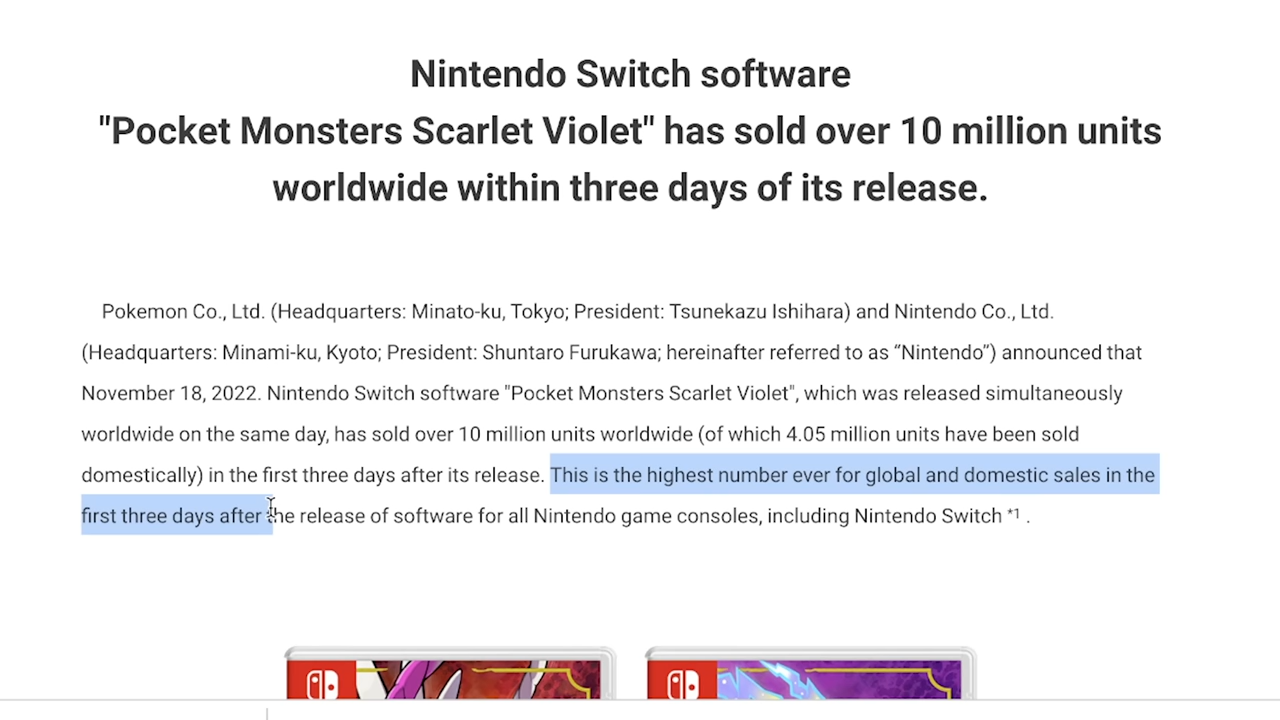 Nintendo Switch software
"Pocket Monsters Scarlet Violet" has sold over 10 million units
worldwide within three days of its release.
Pokemon Co., Ltd. (Headquarters: Minato-ku, Tokyo; President: Tsunekazu Ishihara) and Nintendo Co., Ltd.
(Headquarters: Minami-ku, Kyoto; President: Shuntaro Furukawa; hereinafter referred to as “Nintendo”) announced that
November 18, 2022. Nintendo Switch software "Pocket Monsters Scarlet Violet", which was released simultaneously
worldwide on the same day, has sold over 10 million units worldwide (of which 4.05 million units have been sold
domestically) in the first three days after its release. This is the highest number ever for global and domestic sales in the
first three days after the release of software for all Nintendo game consoles, including Nintendo Switch *1 .